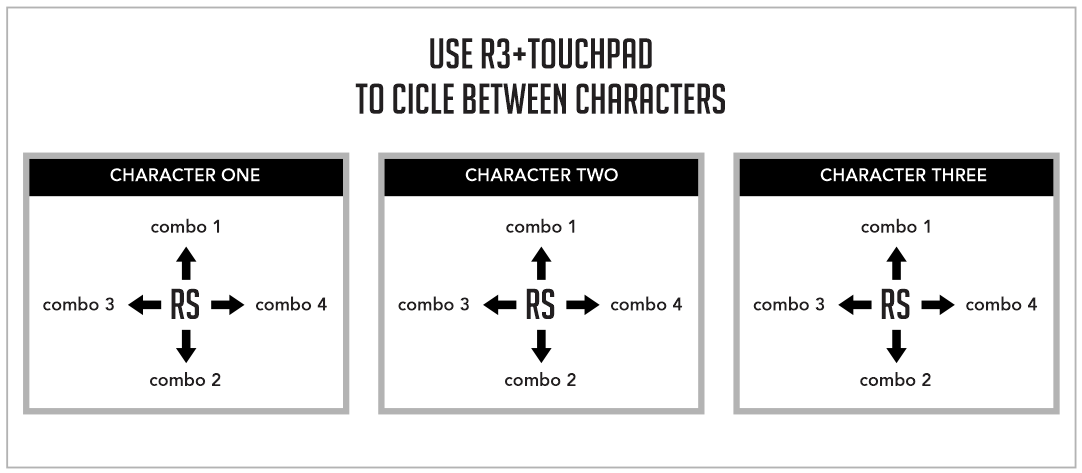 USE R3+TOUCHPAD
TO CICLE BETWEEN CHARACTERS
CHARACTER ONE
combo 1
combo 3
RS
combo 4
combo 2
CHARACTER TWO
combo 1
combo 3
RS
combo 4
combo 2
CHARACTER THREE
combo 1
combo 3
RS
combo 4
combo 2